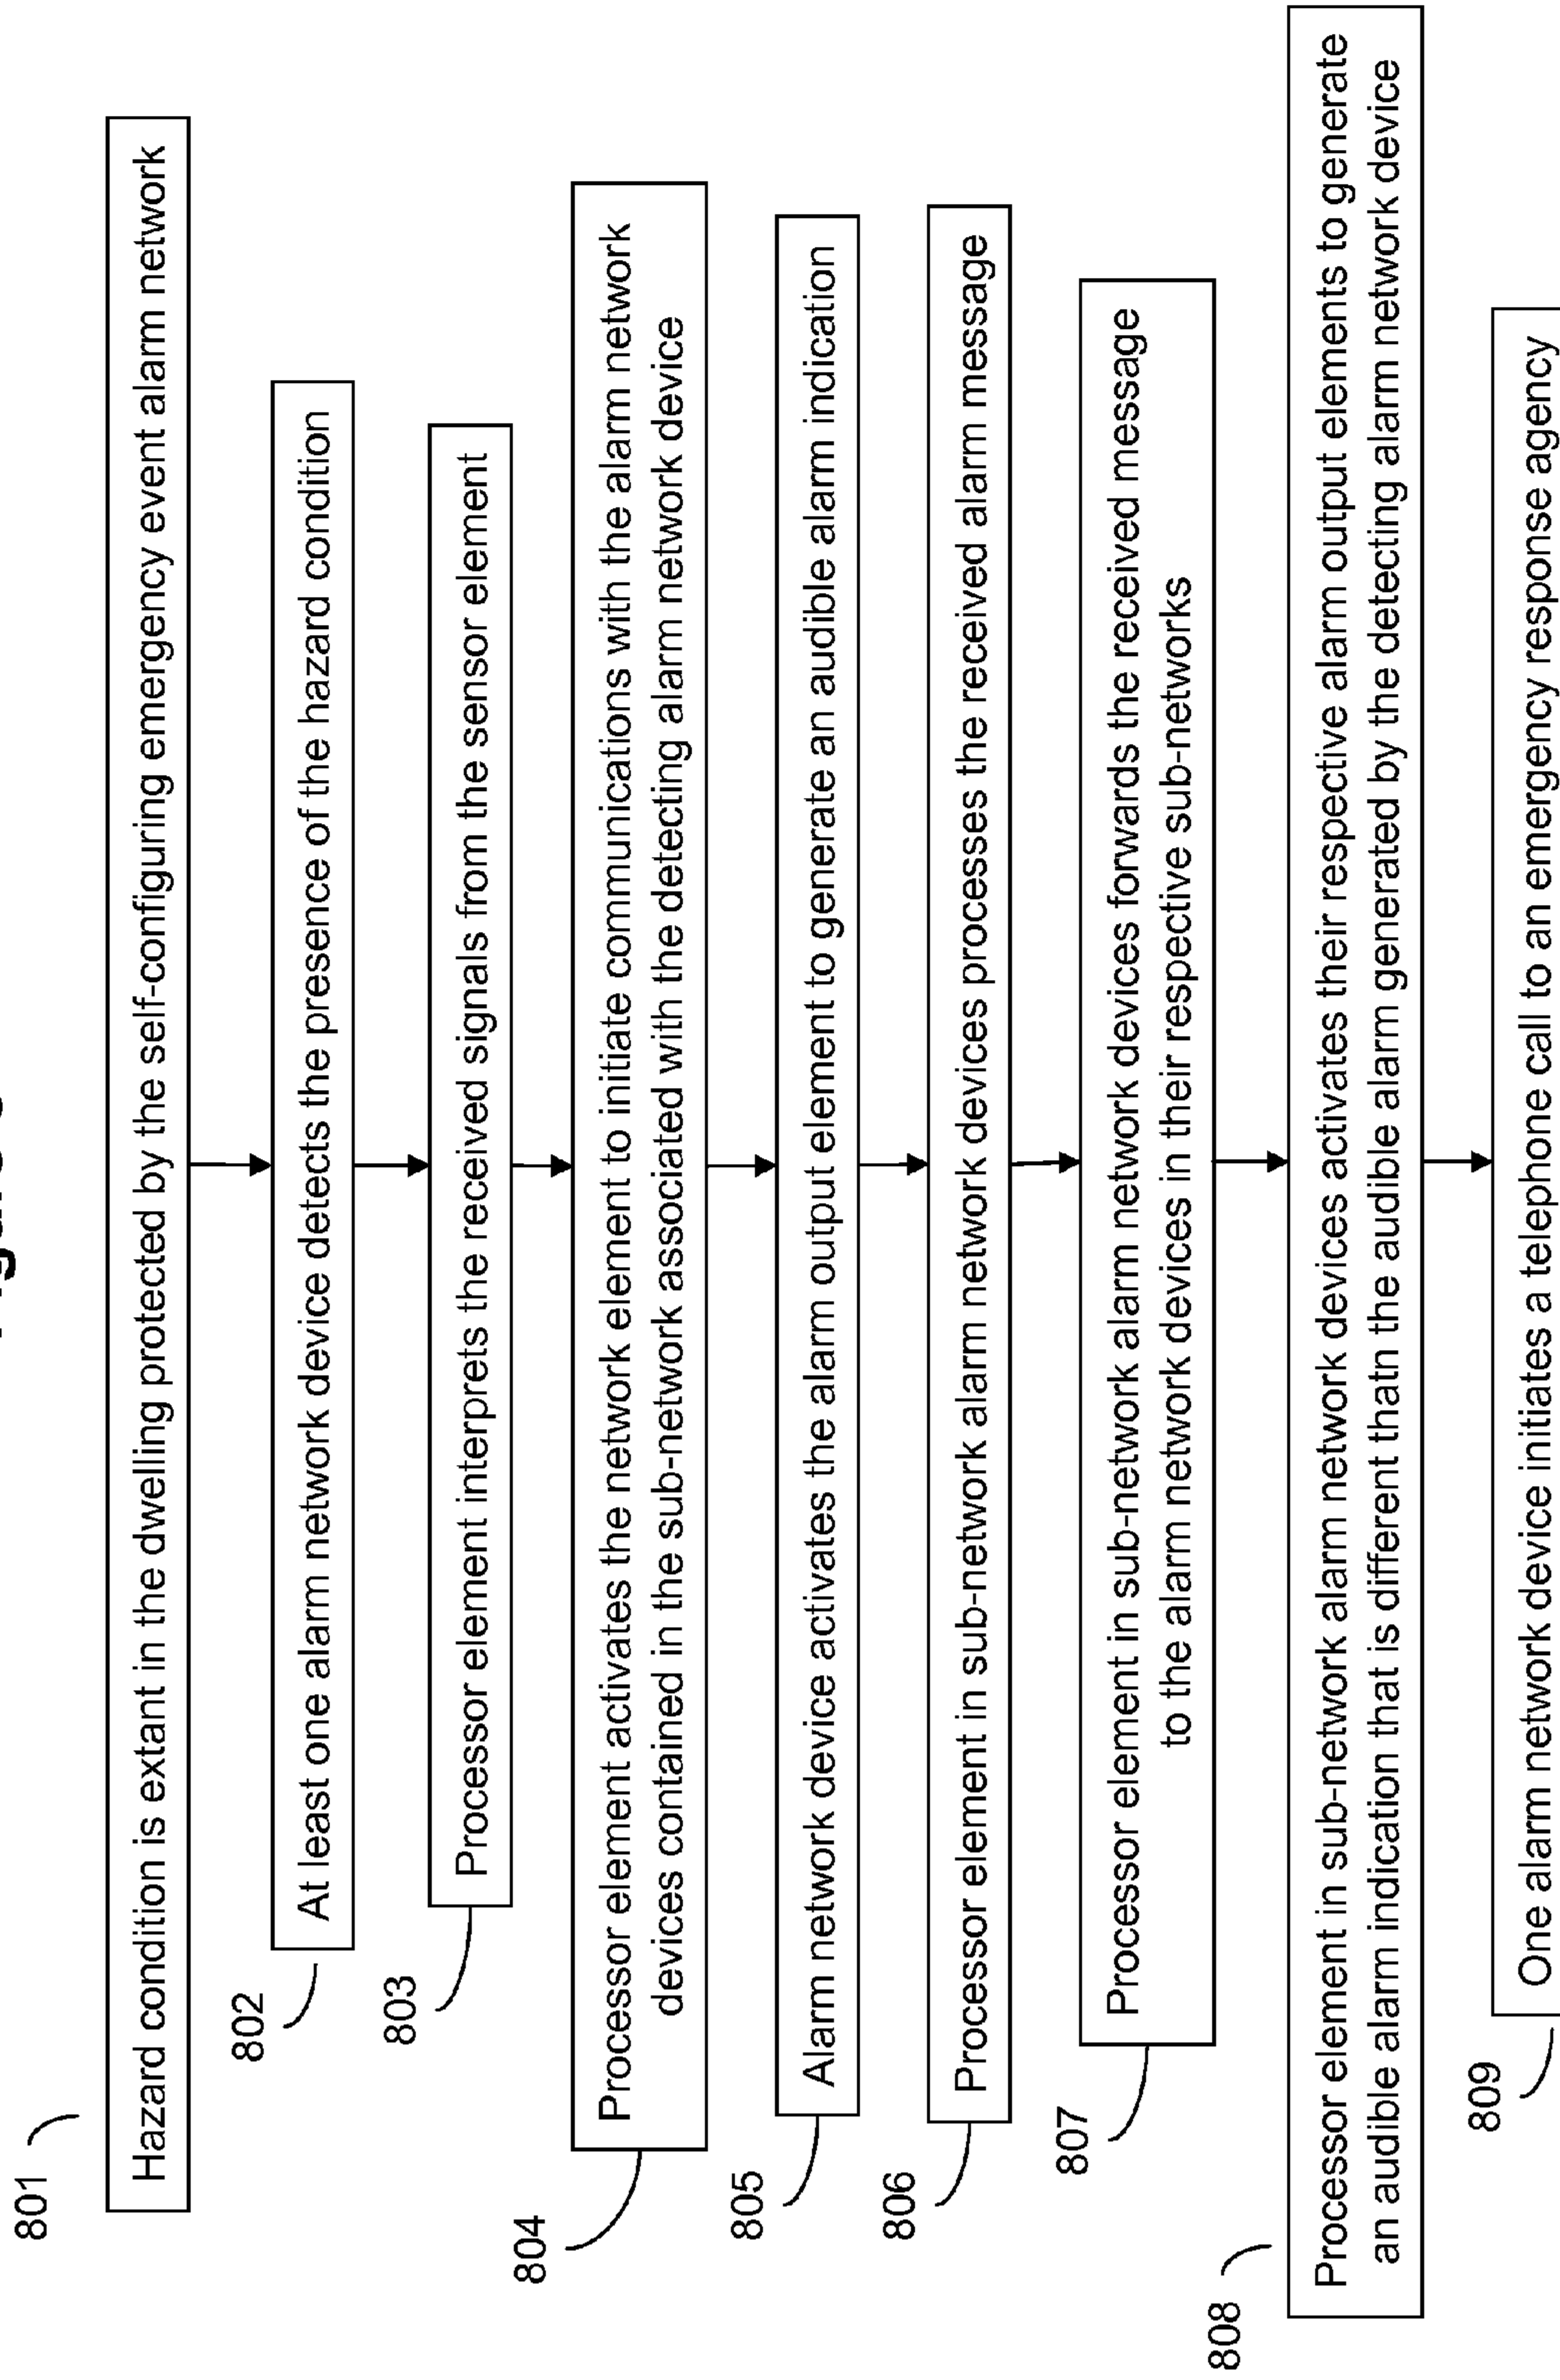 801
Hazard condition is extant in the dwelling protected by the self-configuring emergency event alarm network
802
At least one alarm network device detects the presence of the hazard condition
803
Processor element interprets the received signals from the sensor element
804
Processor element activates the network element to initiate communications with the alarm network
devices contained in the sub-network associated with the detecting alarm network device
805
Alarm network device activates the alarm output element to generate an audible alarm indication
806
Processor element in sub-network alarm network devices processes the received alarm message
807
Processor element in sub-network alarm network devices forwards the received message
to the alarm network devices in their respective sub-networks
808
Processor element in sub-network alarm network devices activates their respective alarm output elements to generate
an audible alarm indication that is different thatn the audible alarm generated by the detecting alarm network device
809
One alarm network device initiates a telephone call to an emergency response agency